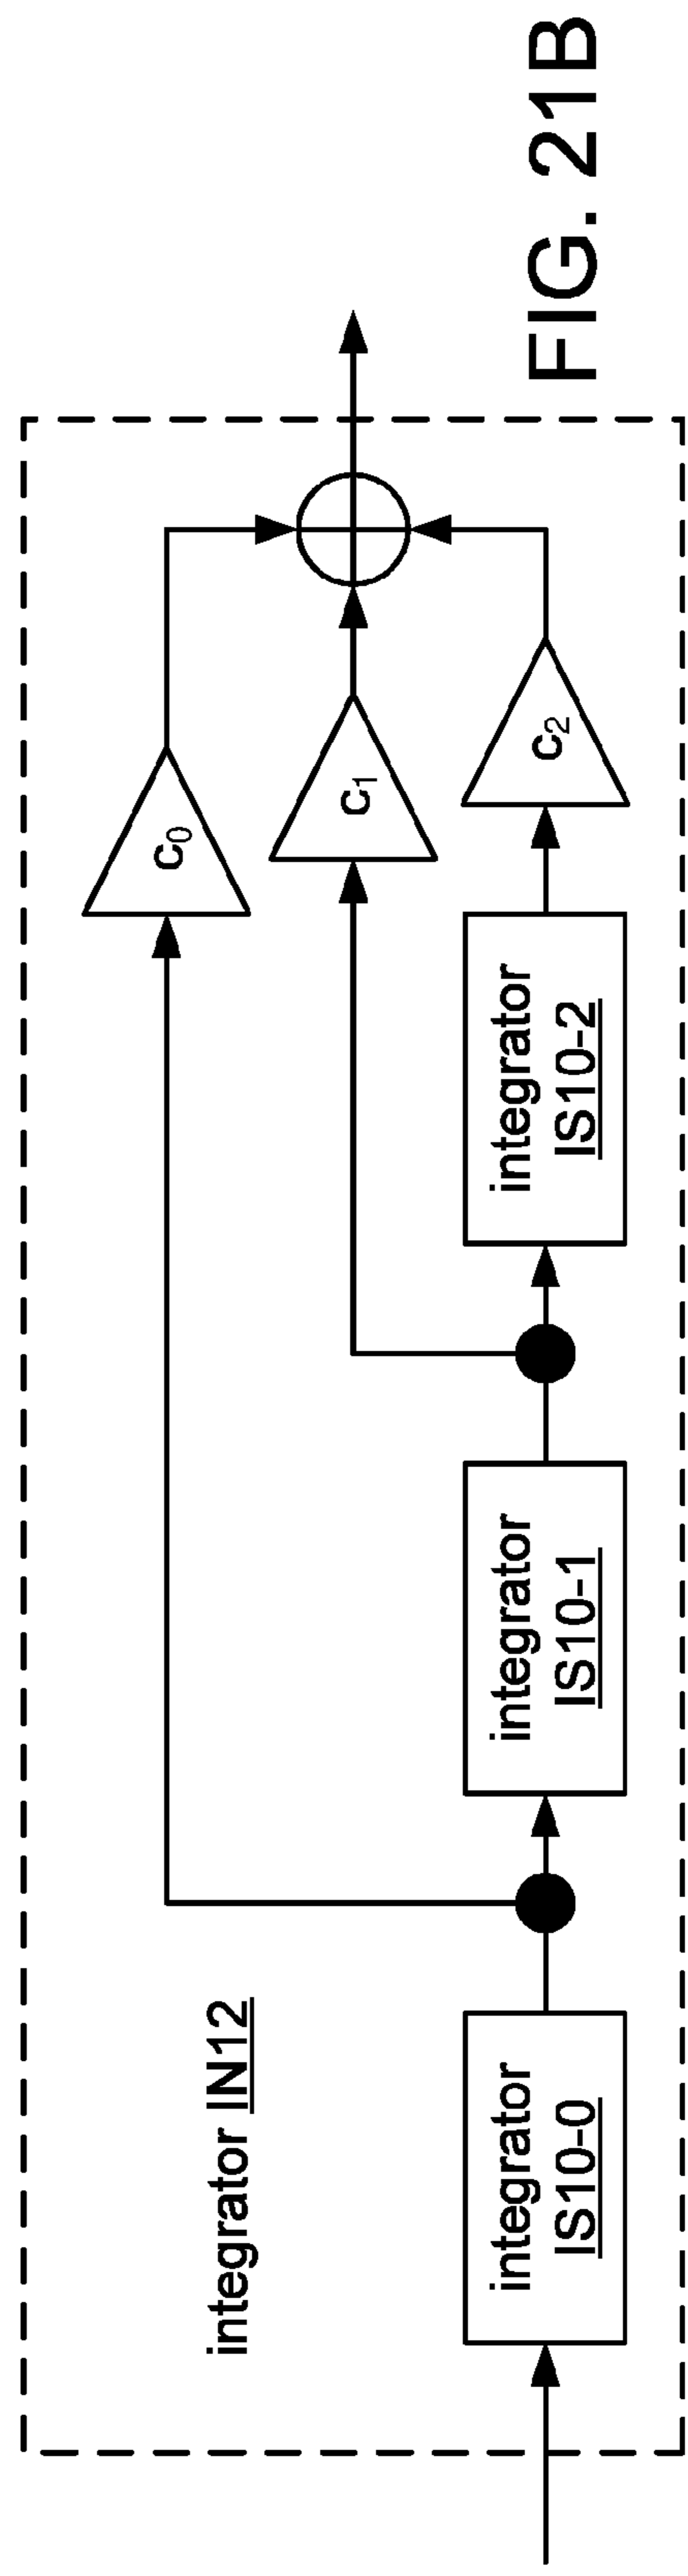 integrator IN12
c0
c1
c2
integrator
IS10-0
integrator
IS10-1
integrator
IS10-2
FIG. 21B